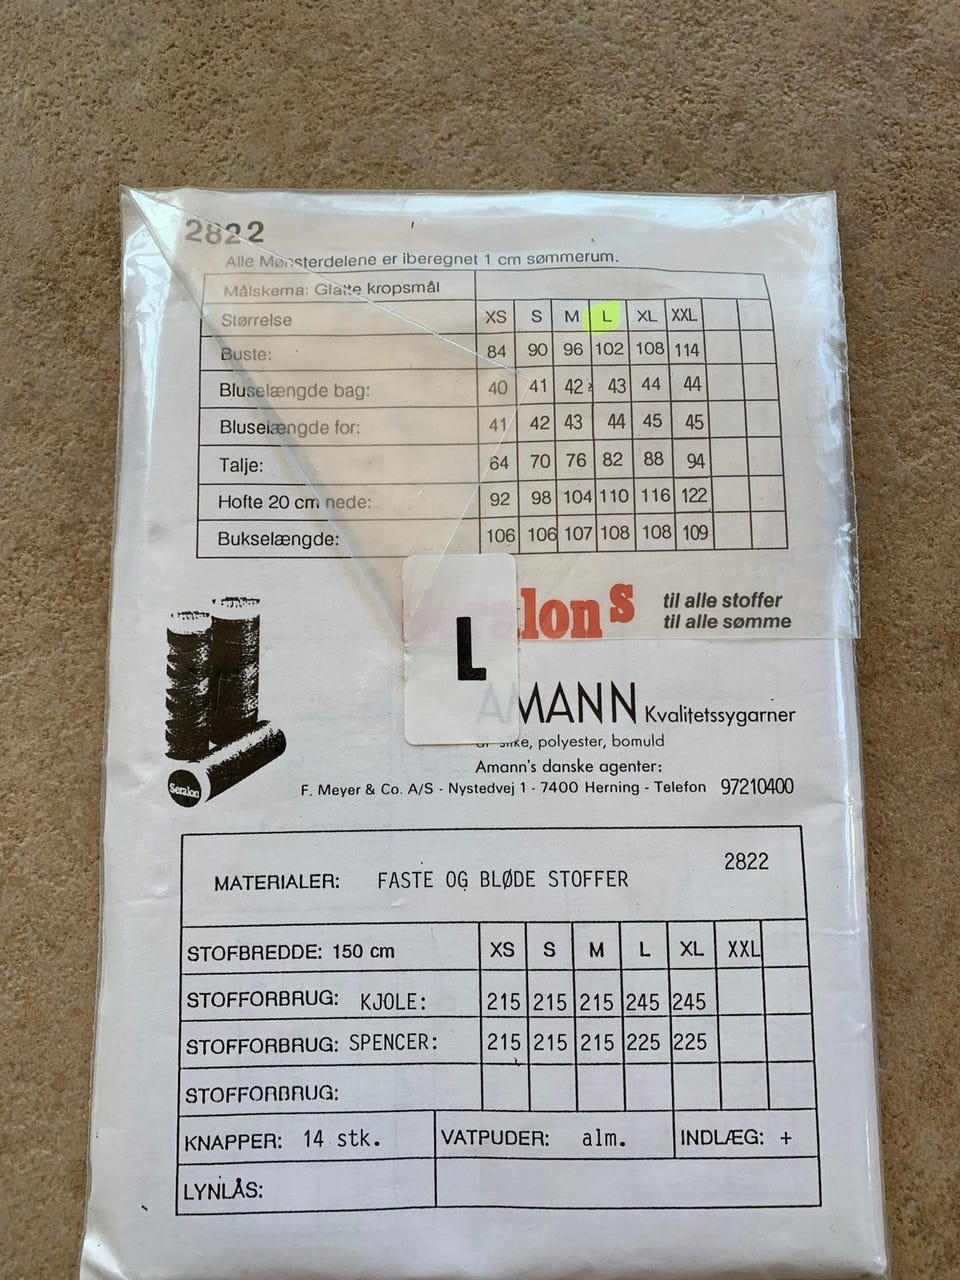 2822
Alle Mønsterdelene er iberegnet 1 cm sømmerum.
Målskema: Glatte kropsmål
Størrelse XS S M L XL XXL
Buste: 84 90 96 102 108 114
Bluselængde bag: 40 41 42 43 44 44
Bluselængde for: 41 42 43 44 45 45
Talje: 64 70 76 82 88 94
Hofte 20 cm nede: 92 98 104 110 116 122
Bukselængde: 106 106 107 108 108 109
Seralon S til alle stoffer
til alle sømme
L
AMANN Kvalitetssygarner
polyester, bomuld
Amann's danske agenter:
Seralon
F. Meyer & Co. A/S - Nystedvej 1 - 7400 Herning - Telefon 97210400
2822
MATERIALER: FASTE OG BLØDE STOFFER
STOFBREDDE: 150 cm XS S M L XL XXL
STOFFORBRUG: KJOLE: 215 215 215 245 245
STOFFORBRUG: SPENCER: 215 215 215 225 225
STOFFORBRUG:
KNAPPER: 14 stk. VATPUDER: alm. INDLÆG: +
LYNLÅS: